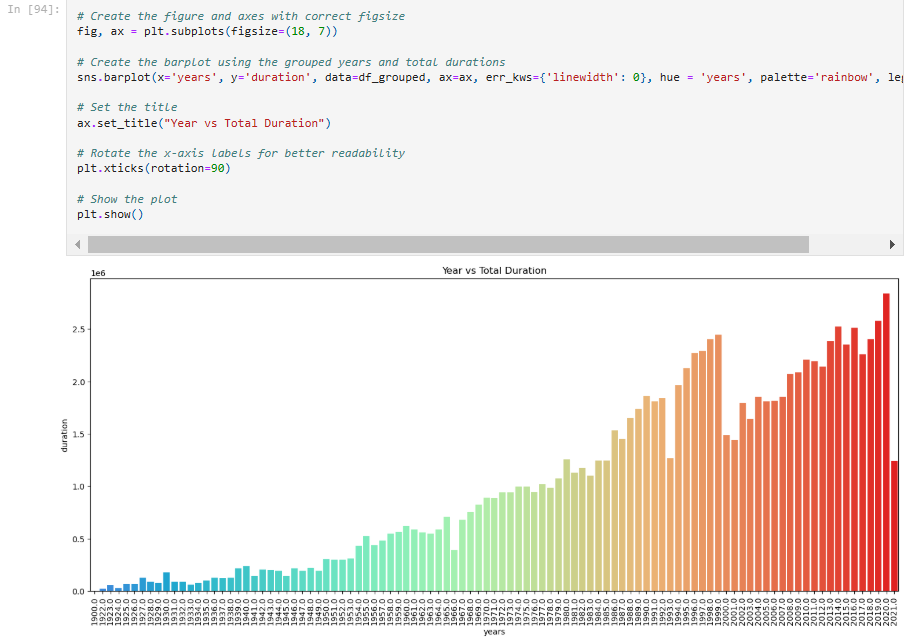 In [94]:
# Create the figure and axes with correct figsize
fig, ax = plt.subplots(figsize=(18, 7))
# Create the barplot using the grouped years and total durations
sns.barplot(x='years', y='duration', data=df_grouped, ax=ax, err_kws={'linewidth': 0}, hue = 'years', palette='rainbow', le
# Set the title
ax.set_title("Year vs Total Duration")
# Rotate the x-axis labels for better readability
plt.xticks(rotation=90)
# Show the plot
plt.show()
Year vs Total Duration
1e6
2.5
2.0
1.5
1.0
0.5
0.0
duration
1900.0 1922.0 1923.0 1924.0 1925.0 1926.0 1927.0 1928.0 1929.0 1930.0 1931.0 1932.0 1933.0 1934.0 1935.0 1936.0 1937.0 1938.0 1939.0 1940.0 1941.0 1942.0 1943.0 1944.0 1945.0 1946.0 1947.0 1948.0 1949.0 1950.0 1951.0 1952.0 1953.0 1954.0 1955.0 1956.0 1957.0 1958.0 1959.0 1960.0 1961.0 1962.0 1963.0 1964.0 1965.0 1966.0 1967.0 1968.0 1969.0 1970.0 1971.0 1972.0 1973.0 1974.0 1975.0 1976.0 1977.0 1978.0 1979.0 1980.0 1981.0 1982.0 1983.0 1984.0 1985.0 1986.0 1987.0 1988.0 1989.0 1990.0 1991.0 1992.0 1993.0 1994.0 1995.0 1996.0 1997.0 1998.0 1999.0 2000.0 2001.0 2002.0 2003.0 2004.0 2005.0 2006.0 2007.0 2008.0 2009.0 2010.0 2011.0 2012.0 2013.0 2014.0 2015.0 2016.0 2017.0 2018.0 2019.0 2020.0 2021.0
years